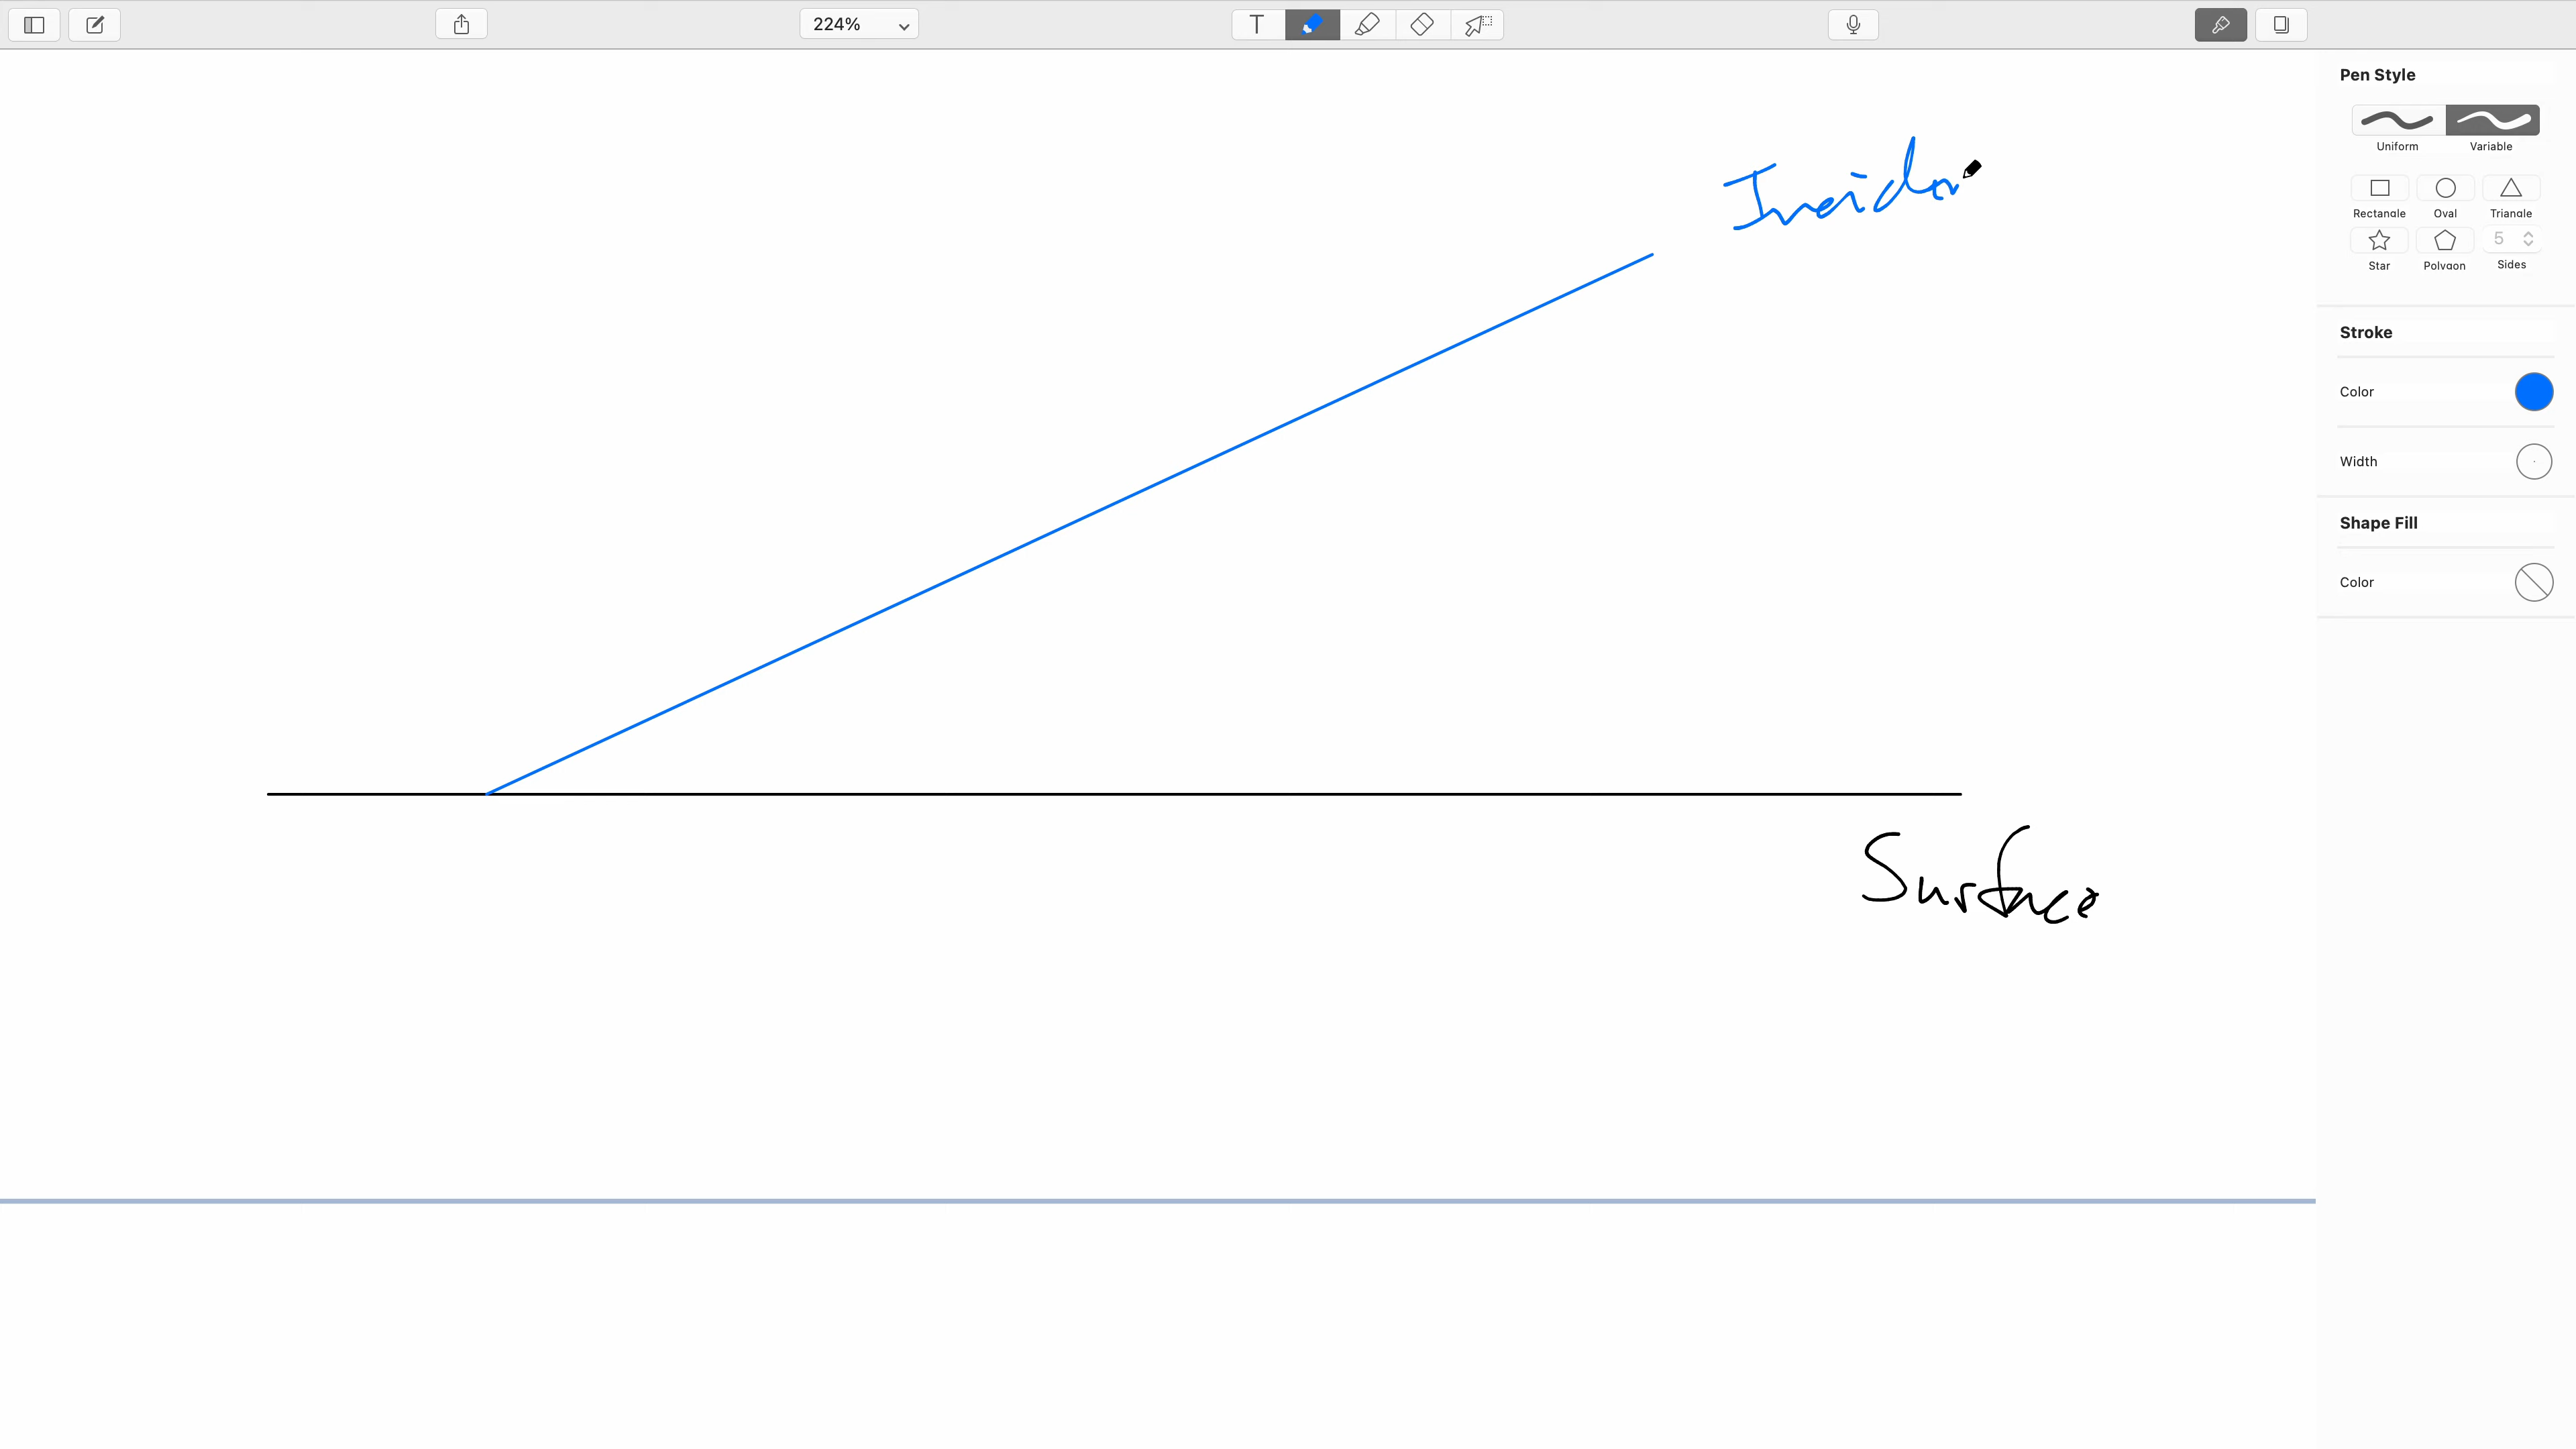 224%
T
Pen Style
Uniform Variable
Rectangle Oval Triangle
5
Star Polygon Sides
Stroke
Color
Width
Shape Fill
Color
Surface